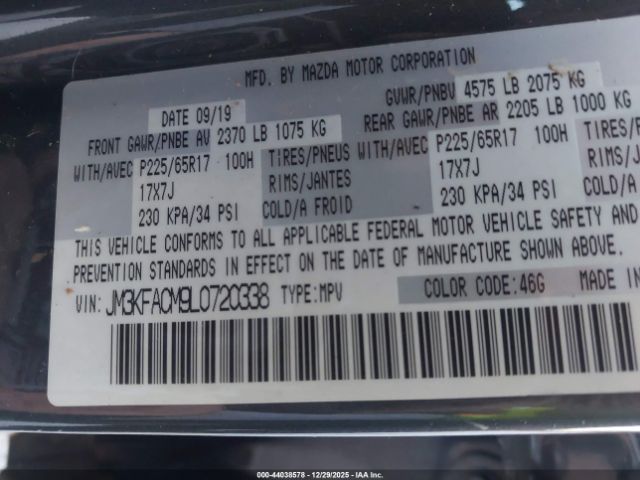 MFD. BY MAZDA MOTOR CORPORATION
DATE 09/19 GVWR/PNBV 4575 LB 2075 KG
FRONT GAWR/PNBE AV 2370 LB 1075 KG REAR GAWR/PNBE AR 2205 LB 1000 KG
WITH/AVEC P225/65R17 100H TIRES/PNEUS WITH/AVEC P225/65R17 100H TIRES/PN
17X7J RIMS/JANTES 17X7J RIMS/J
230 KPA/34 PSI COLD/A FROID 230 KPA/34 PSI COLD/A
THIS VEHICLE CONFORMS TO ALL APPLICABLE FEDERAL MOTOR VEHICLE SAFETY AND
PREVENTION STANDARDS IN EFFECT ON THE DATE OF MANUFACTURE SHOWN ABOVE.
VIN: JM3KFACM9L0720338 TYPE:MPV COLOR CODE:46G MADE IN
000-44038578 - 12/29/2025 - IAA Inc.